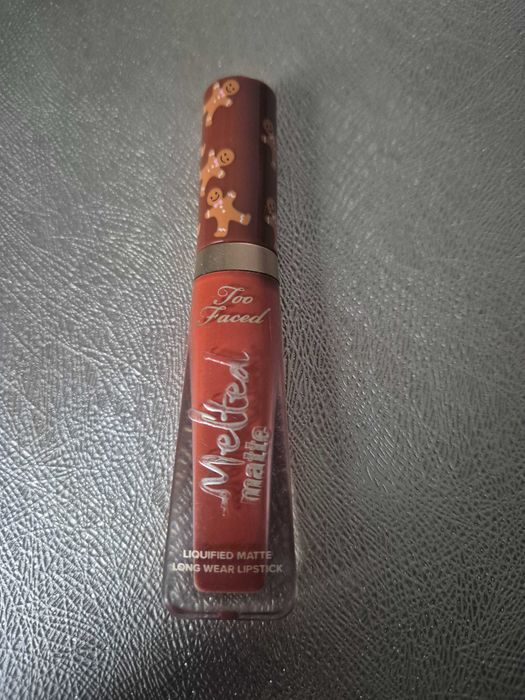 Too
Faced
Melted
matte
LIQUIFIED MATTE
LONG WEAR LIPSTICK